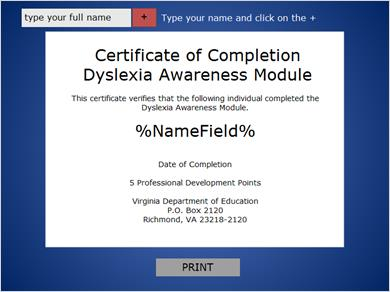 type your full name + Type your name and click on the +
Certificate of Completion
Dyslexia Awareness Module
This certificate verifies that the following individual completed the
Dyslexia Awareness Module.
%NameField%
Date of Completion
5 Professional Development Points
Virginia Department of Education
P.O. Box 2120
Richmond, VA 23218-2120
PRINT